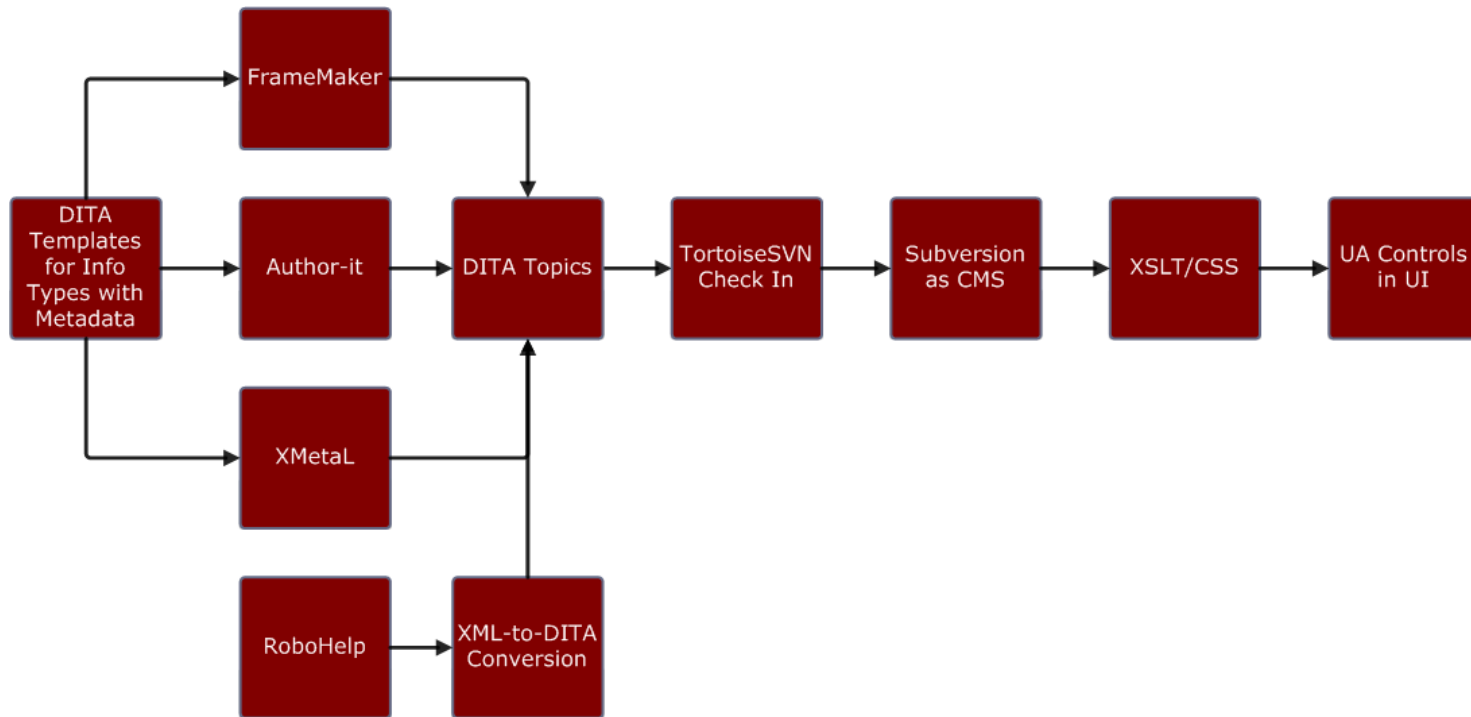 FrameMaker
DITA
Templates
for Info
Types with
Metadata
Author-it
DITA Topics
TortoiseSVN
Check In
Subversion
as CMS
XSLT/CSS
UA Controls
in UI
XMetaL
RoboHelp
XML-to-DITA
Conversion